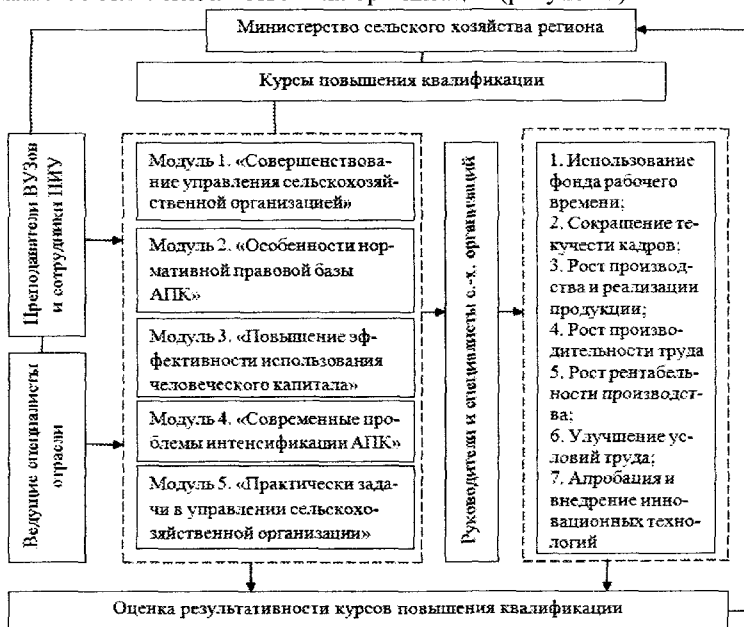 Министерство сельского хозяйства региона
Курсы повышения квалификации
Преподаватели ВУЗов
и сотрудники НИУ
Ведущие специалисты
отрасли
Модуль 1. «Совершенствова-
ние управления сельскохозяй-
ственной организацией»
Модуль 2. «Особенности нор-
мативной правовой базы
АПК»
Модуль 3. «Повышение эф-
фективности использования
человеческого капитала»
Модуль 4. «Современные про-
блемы интенсификации АПК»
Модуль 5. «Практически зада-
чи в управлении сельскохо-
зяйственной организации»
Руководители и специалисты с.-х. организаций
1. Использование
фонда рабочего
времени;
2. Сокращение те-
кучести кадров;
3. Рост производ-
ства и реализации
продукции;
4. Рост произво-
дительности труда
5. Рост рентабель-
ности производст-
ва;
6. Улучшение ус-
ловий труда;
7. Апробация и
внедрение инно-
вационных техно-
логий
Оценка результативности курсов повышения квалификации